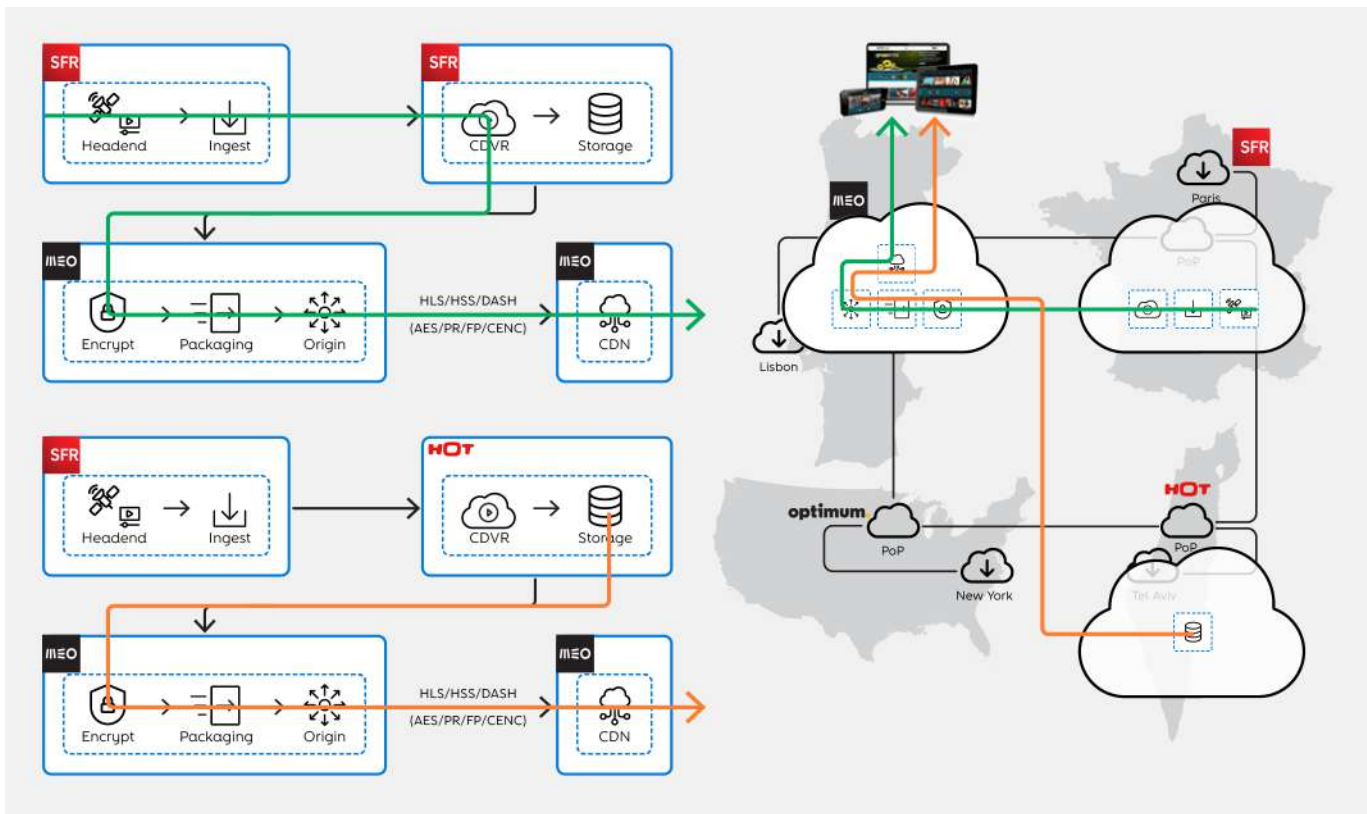 SFR
Headend
Ingest
SFR
CDVR
Storage
MEO
Encrypt
Packaging
Origin
HLS/HSS/DASH
(AES/PR/FP/CENC)
MEO
CDN
SFR
Headend
Ingest
HOT
CDVR
Storage
MEO
Encrypt
Packaging
Origin
HLS/HSS/DASH
(AES/PR/FP/CENC)
MEO
CDN
MEO
Lisbon
SFR
Paris
PoP
optimum.
PoP
New York
HOT
PoP
Tel Aviv